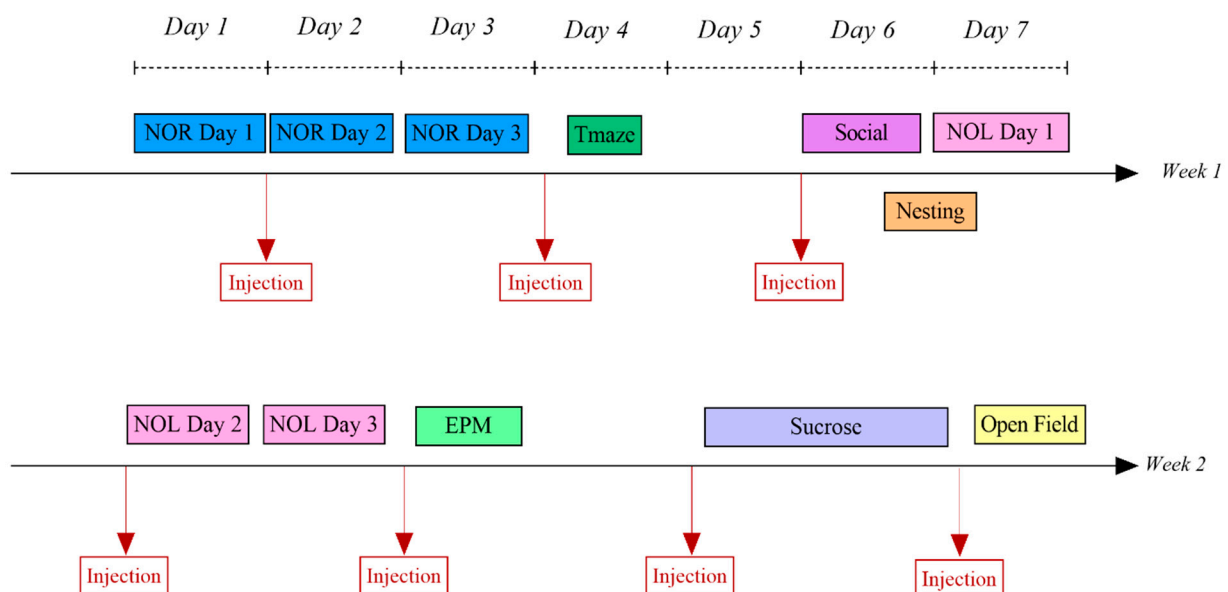 Day 1 Day 2 Day 3 Day 4 Day 5 Day 6 Day 7
NOR Day 1 NOR Day 2 NOR Day 3 Tmaze Social NOL Day 1
Week 1
Nesting
Injection Injection Injection
NOL Day 2 NOL Day 3 EPM Sucrose Open Field
Week 2
Injection Injection Injection Injection